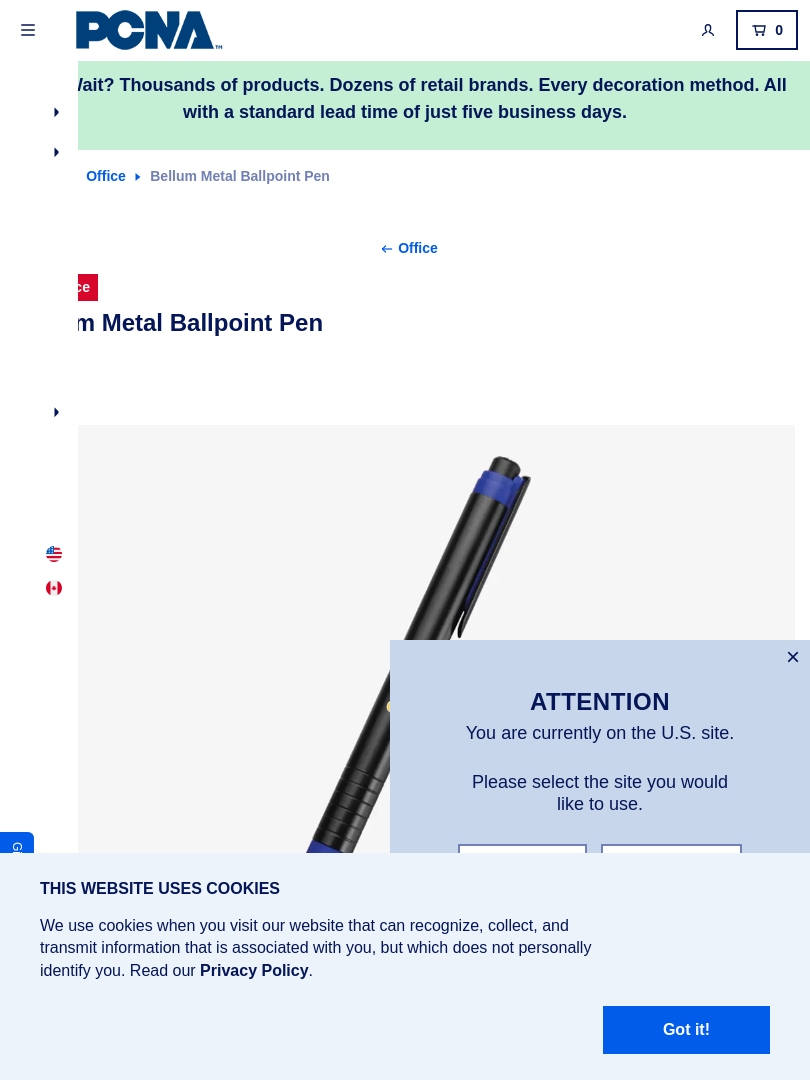 PCNA™
0
Wait? Thousands of products. Dozens of retail brands. Every decoration method. All
with a standard lead time of just five business days.
Office
Bellum Metal Ballpoint Pen
← Office
Metal Ballpoint Pen
×
ATTENTION
You are currently on the U.S. site.
Please select the site you would
like to use.
THIS WEBSITE USES COOKIES
We use cookies when you visit our website that can recognize, collect, and
transmit information that is associated with you, but which does not personally
identify you. Read our Privacy Policy.
Got it!